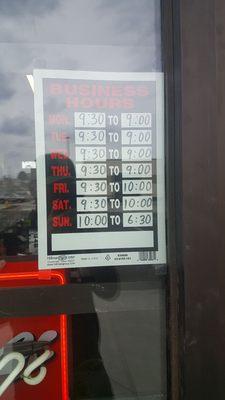 BUSINESS
HOURS
MON. 9:30 TO 9:00
TUE. 9:30 TO 9:00
WED. 9:30 TO 9:00
THU. 9:30 TO 9:00
FRI. 9:30 TO 10:00
SAT. 9:30 TO 10:00
SUN. 10:00 TO 6:30